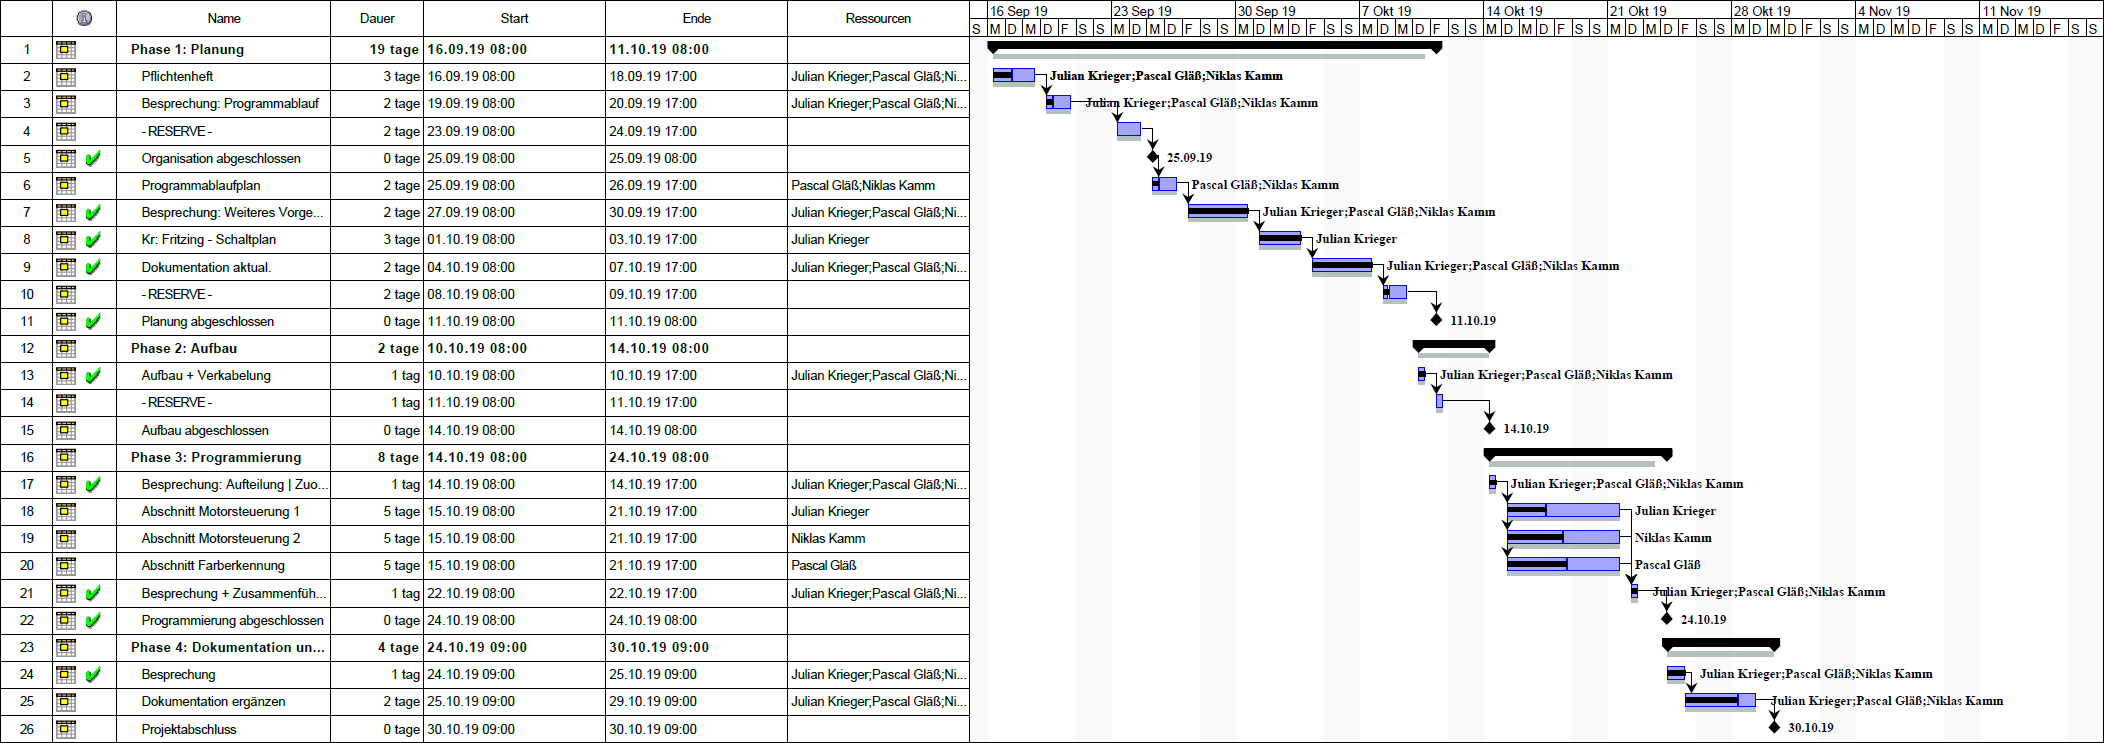 Name Dauer Start Ende Ressourcen
16 Sep 19 23 Sep 19 30 Sep 19 7 Okt 19 14 Okt 19 21 Okt 19 28 Okt 19 4 Nov 19 11 Nov 19
S M D M D F S S M D M D F S S M D M D F S S M D M D F S S M D M D F S S M D M D F S S M D M D F S S M D M D F S S M D M D F S S
1 Phase 1: Planung 19 tage 16.09.19 08:00 11.10.19 08:00
2 Pflichtenheft 3 tage 16.09.19 08:00 18.09.19 17:00 Julian Krieger;Pascal Gläß;Ni... Julian Krieger;Pascal Gläß;Niklas Kamm
3 Besprechung: Programmablauf 2 tage 19.09.19 08:00 20.09.19 17:00 Julian Krieger;Pascal Gläß;Ni... Julian Krieger;Pascal Gläß;Niklas Kamm
4 - RESERVE - 2 tage 23.09.19 08:00 24.09.19 17:00
5 Organisation abgeschlossen 0 tage 25.09.19 08:00 25.09.19 08:00 25.09.19
6 Programmablaufplan 2 tage 25.09.19 08:00 26.09.19 17:00 Pascal Gläß;Niklas Kamm Pascal Gläß;Niklas Kamm
7 Besprechung: Weiteres Vorge... 2 tage 27.09.19 08:00 30.09.19 17:00 Julian Krieger;Pascal Gläß;Ni... Julian Krieger;Pascal Gläß;Niklas Kamm
8 Kr: Fritzing - Schaltplan 3 tage 01.10.19 08:00 03.10.19 17:00 Julian Krieger Julian Krieger
9 Dokumentation aktual. 2 tage 04.10.19 08:00 07.10.19 17:00 Julian Krieger;Pascal Gläß;Ni... Julian Krieger;Pascal Gläß;Niklas Kamm
10 - RESERVE - 2 tage 08.10.19 08:00 09.10.19 17:00
11 Planung abgeschlossen 0 tage 11.10.19 08:00 11.10.19 08:00 11.10.19
12 Phase 2: Aufbau 2 tage 10.10.19 08:00 14.10.19 08:00
13 Aufbau + Verkabelung 1 tag 10.10.19 08:00 10.10.19 17:00 Julian Krieger;Pascal Gläß;Ni... Julian Krieger;Pascal Gläß;Niklas Kamm
14 - RESERVE - 1 tag 11.10.19 08:00 11.10.19 17:00
15 Aufbau abgeschlossen 0 tage 14.10.19 08:00 14.10.19 08:00 14.10.19
16 Phase 3: Programmierung 8 tage 14.10.19 08:00 24.10.19 08:00
17 Besprechung: Aufteilung | Zuo... 1 tag 14.10.19 08:00 14.10.19 17:00 Julian Krieger;Pascal Gläß;Ni... Julian Krieger;Pascal Gläß;Niklas Kamm
18 Abschnitt Motorsteuerung 1 5 tage 15.10.19 08:00 21.10.19 17:00 Julian Krieger Julian Krieger
19 Abschnitt Motorsteuerung 2 5 tage 15.10.19 08:00 21.10.19 17:00 Niklas Kamm Niklas Kamm
20 Abschnitt Farberkennung 5 tage 15.10.19 08:00 21.10.19 17:00 Pascal Gläß Pascal Gläß
21 Besprechung + Zusammenfüh... 1 tag 22.10.19 08:00 22.10.19 17:00 Julian Krieger;Pascal Gläß;Ni... Julian Krieger;Pascal Gläß;Niklas Kamm
22 Programmierung abgeschlossen 0 tage 24.10.19 08:00 24.10.19 08:00 24.10.19
23 Phase 4: Dokumentation un... 4 tage 24.10.19 09:00 30.10.19 09:00
24 Besprechung 1 tag 24.10.19 09:00 25.10.19 09:00 Julian Krieger;Pascal Gläß;Ni... Julian Krieger;Pascal Gläß;Niklas Kamm
25 Dokumentation ergänzen 2 tage 25.10.19 09:00 29.10.19 09:00 Julian Krieger;Pascal Gläß;Ni... Julian Krieger;Pascal Gläß;Niklas Kamm
26 Projektabschluss 0 tage 30.10.19 09:00 30.10.19 09:00 30.10.19